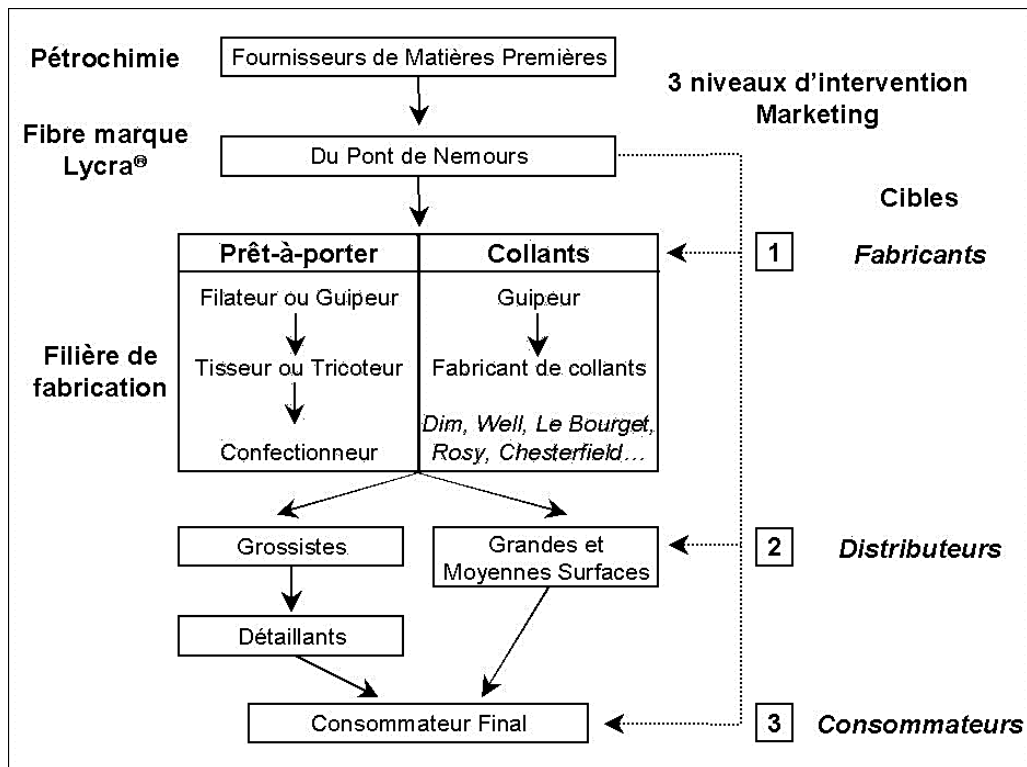 Pétrochimie
Fournisseurs de Matières Premières
3 niveaux d'intervention
Marketing
Fibre marque
Lycra®
Du Pont de Nemours
Cibles
Prêt-à-porter
Collants
1
Fabricants
Filateur ou Guipeur
Guipeur
Filière de
fabrication
Tisseur ou Tricoteur
Fabricant de collants
Confectionneur
Dim, Well, Le Bourget,
Rosy, Chesterfield…
Grossistes
Grandes et
Moyennes Surfaces
2
Distributeurs
Détaillants
Consommateur Final
3
Consommateurs